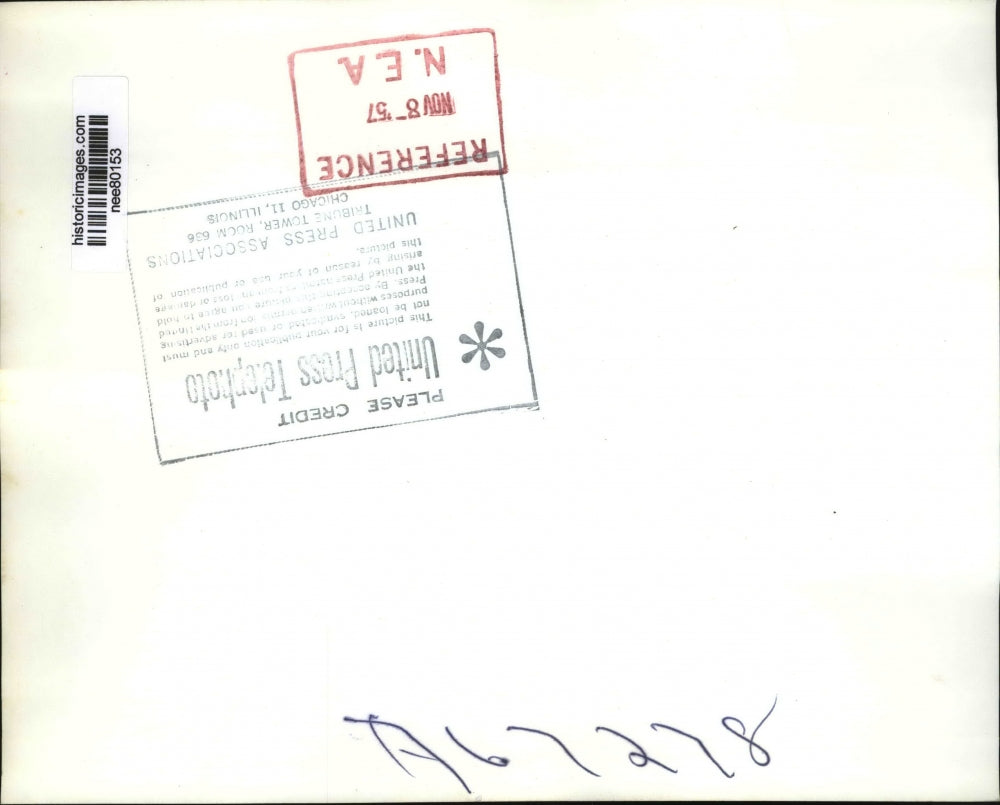 historicimages.com
nee80153
REFERENCE
NOV 8-'57
N.E.A.
PLEASE CREDIT
United Press Telephoto
This picture is for your publication only and must
not be loaned, syndicated or used for advertising
purposes without written permission from the United
Press. By accepting this picture you agree to hold
the United Press harmless from loss or damage
arising by reason of your use or publication of
this picture.
UNITED PRESS ASSOCIATIONS
TRIBUNE TOWER, ROOM 636
CHICAGO 11, ILLINOIS
A67278